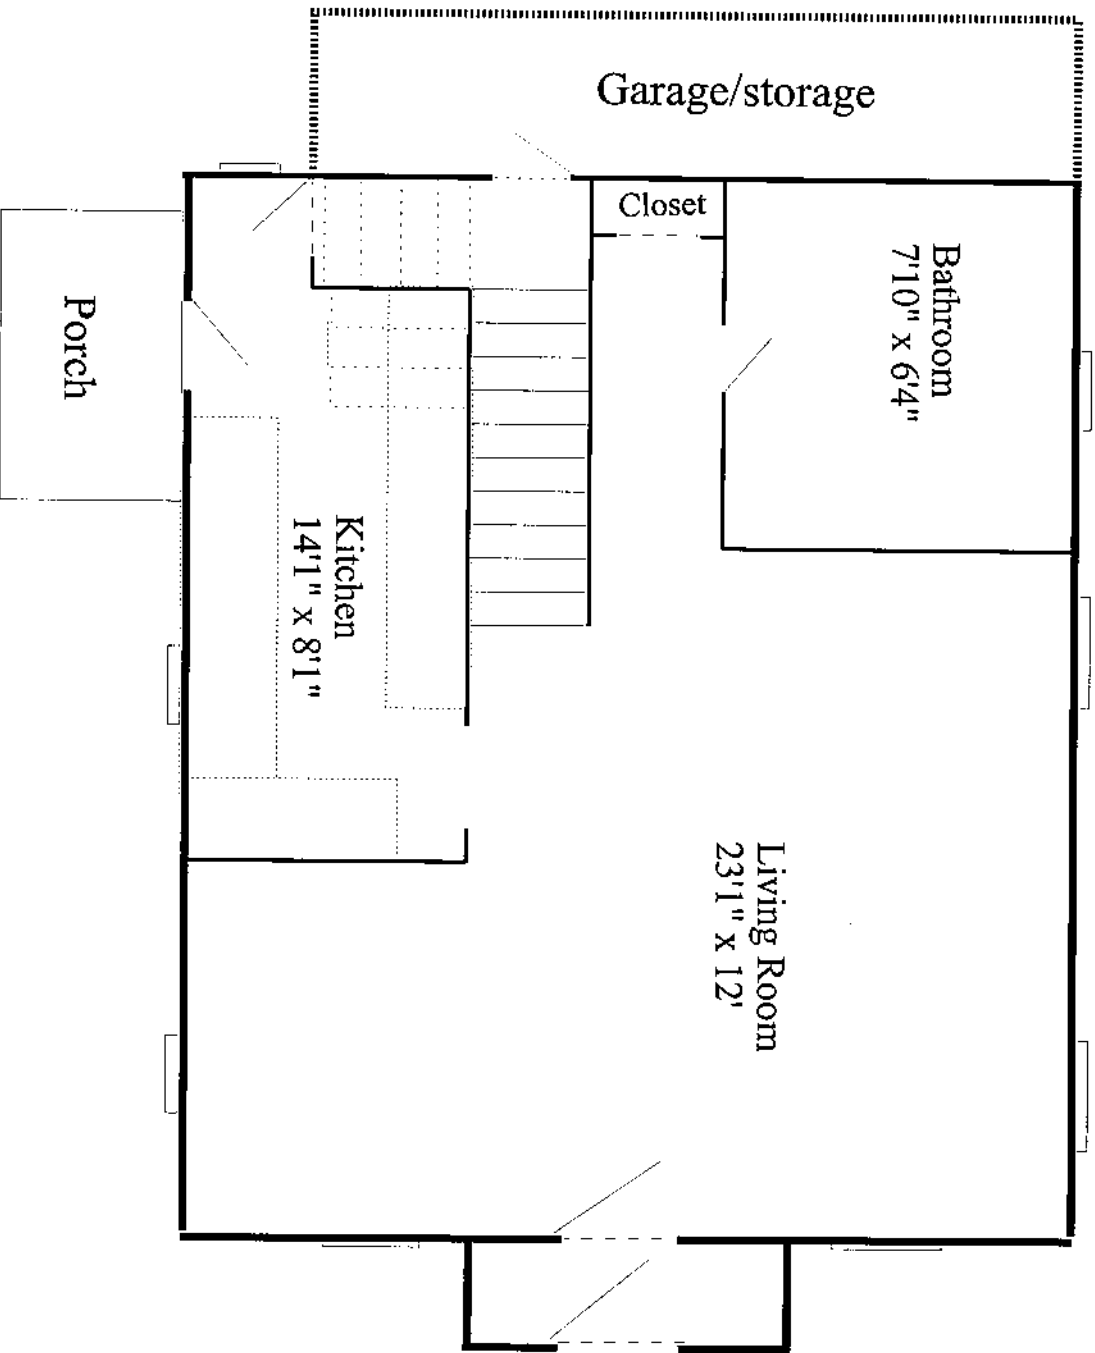 Garage/storage
Closet
Bathroom
7'10" x 6'4"
Porch
Kitchen
14'1" x 8'1"
Living Room
23'1" x 12'